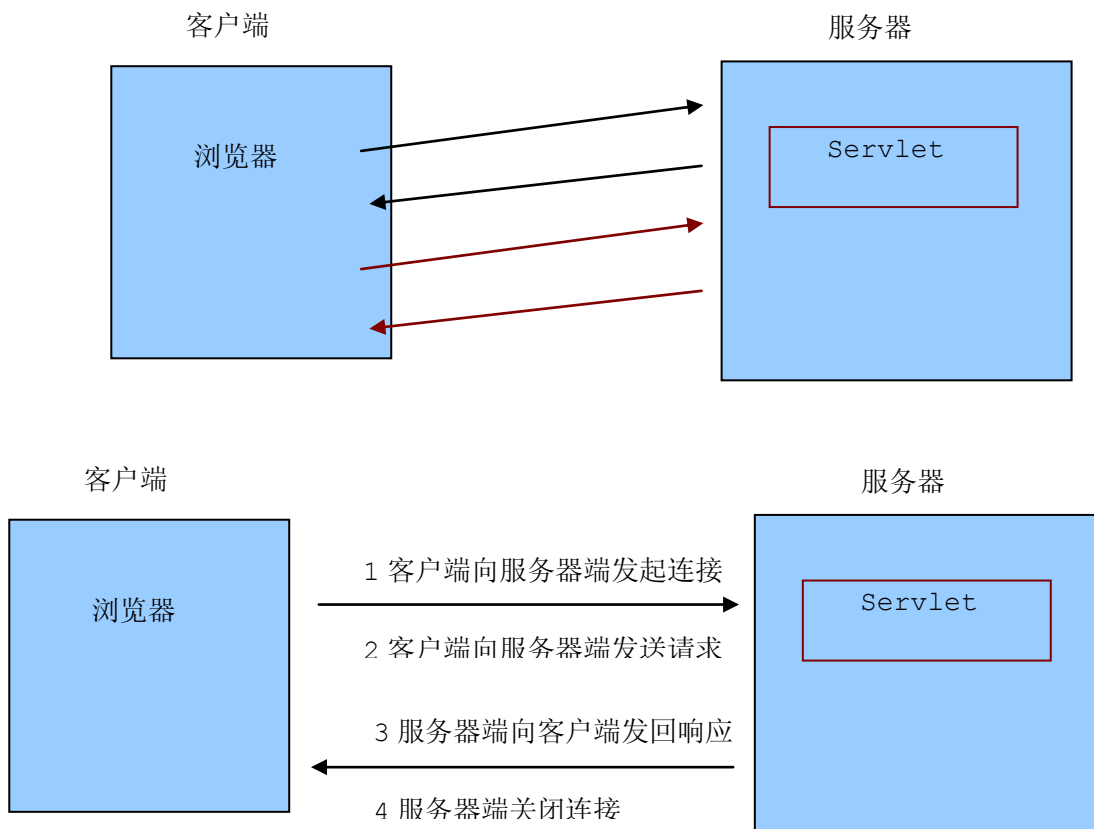 客户端
服务器
浏览器
Servlet
客户端
服务器
1 客户端向服务器端发起连接
浏览器
Servlet
2 客户端向服务器端发送请求
3 服务器端向客户端发回响应
4 服务器端关闭连接